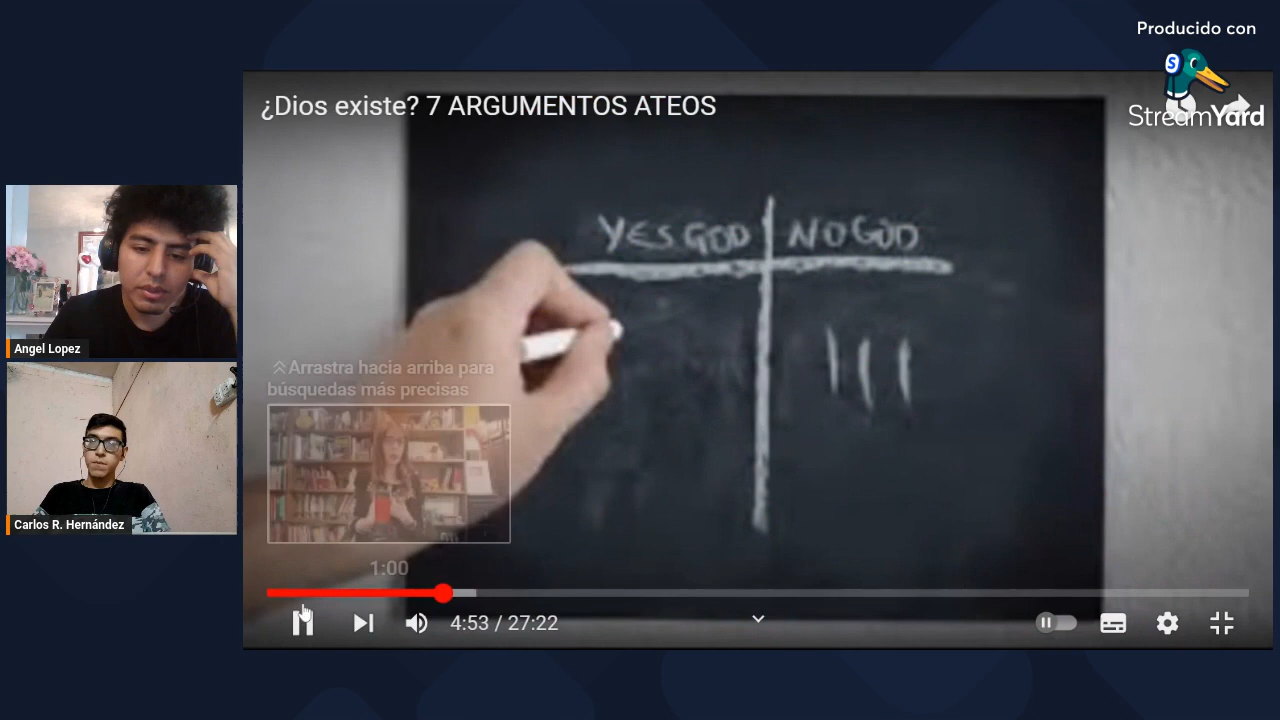 Producido con
S
StreamYard
¿Dios existe? 7 ARGUMENTOS ATEOS
YES GOD
NO GOD
Arrastra hacia arriba para
búsquedas más precisas
Angel Lopez
Carlos R. Hernández
1:00
4:53 / 27:22